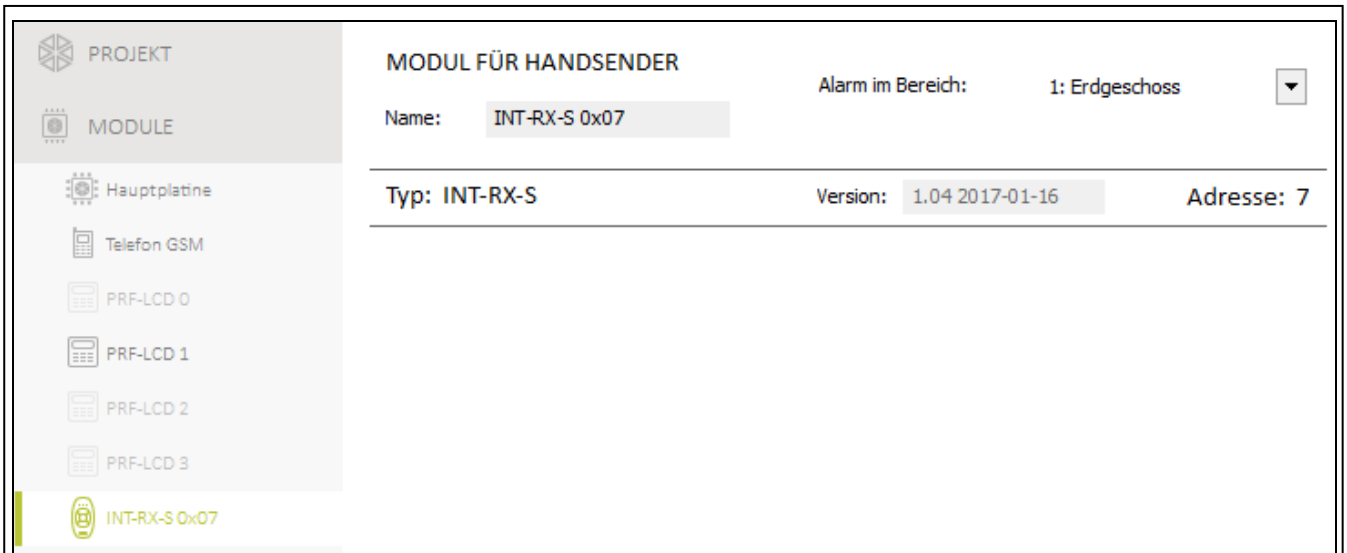 PROJEKT
MODULE
Hauptplatine
Telefon GSM
PRF-LCD 0
PRF-LCD 1
PRF-LCD 2
PRF-LCD 3
INT-RX-S 0x07
MODUL FÜR HANDSENDER
Name: INT-RX-S 0x07
Alarm im Bereich: 1: Erdgeschoss
Typ: INT-RX-S Version: 1.04 2017-01-16 Adresse: 7